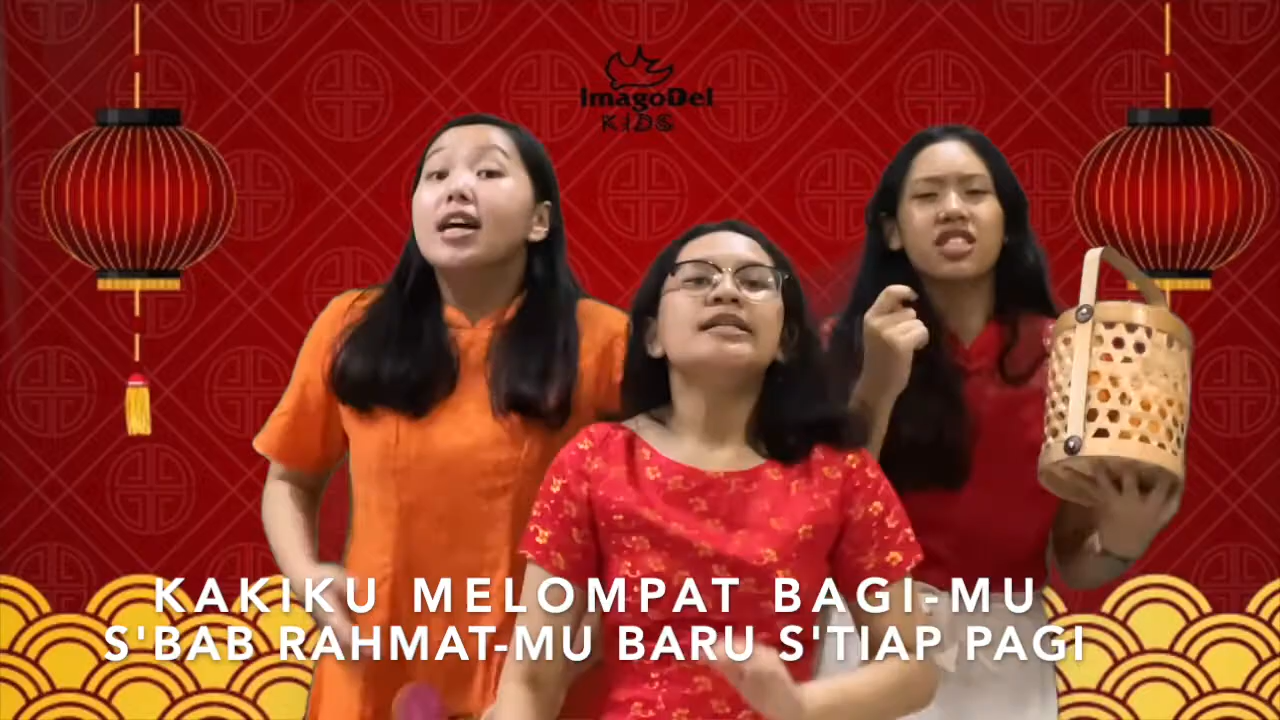 ImagoDeI
KIDS
KAKIKU MELOMPAT BAGI-MU
S'BAB RAHMAT-MU BARU S'TIAP PAGI